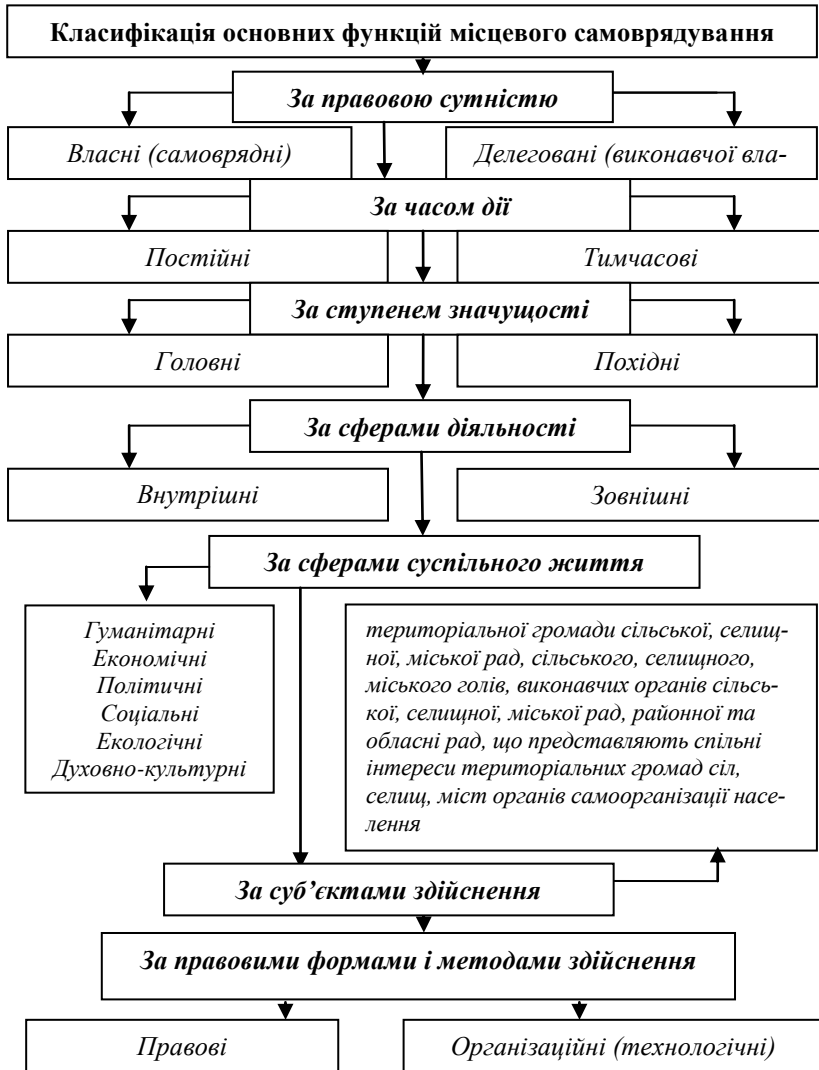 Класифікація основних функцій місцевого самоврядування
За правовою сутністю
Власні (самоврядні)
Делеговані (виконавчої вла-
За часом дії
Постійні
Тимчасові
За ступенем значущості
Головні
Похідні
За сферами діяльності
Внутрішні
Зовнішні
За сферами суспільного життя
Гуманітарні
Економічні
Політичні
Соціальні
Екологічні
Духовно-культурні
територіальної громади сільської, селищ-
ної, міської рад, сільського, селищного,
міського голів, виконавчих органів сільсь-
кої, селищної, міської рад, районної та
обласні рад, що представляють спільні
інтереси територіальних громад сіл,
селищ, міст органів самоорганізації насе-
лення
За суб’єктами здійснення
За правовими формами і методами здійснення
Правові
Організаційні (технологічні)